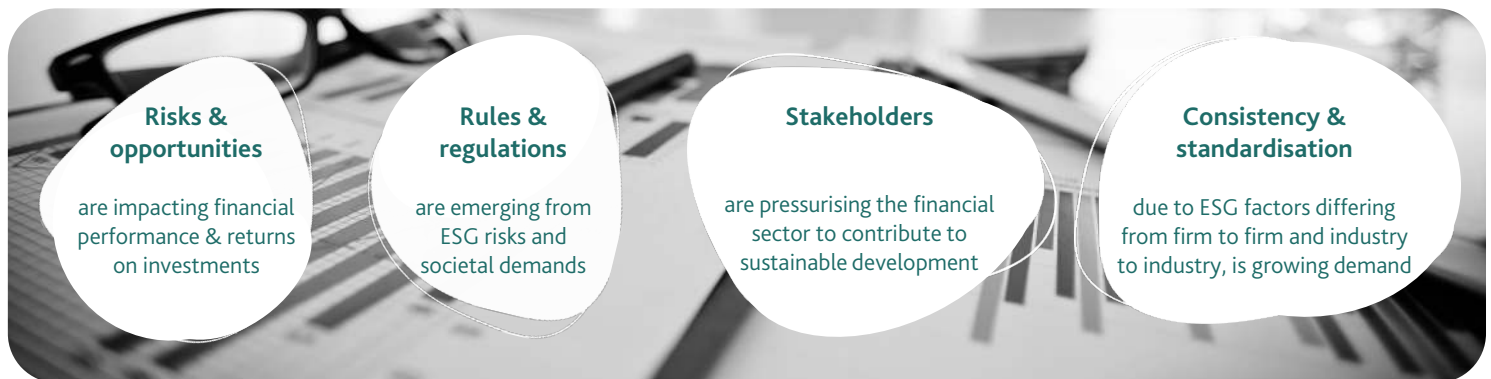 Risks &
opportunities
are impacting financial
performance & returns
on investments
Rules &
regulations
are emerging from
ESG risks and
societal demands
Stakeholders
are pressurising the financial
sector to contribute to
sustainable development
Consistency &
standardisation
due to ESG factors differing
from firm to firm and industry
to industry, is growing demand